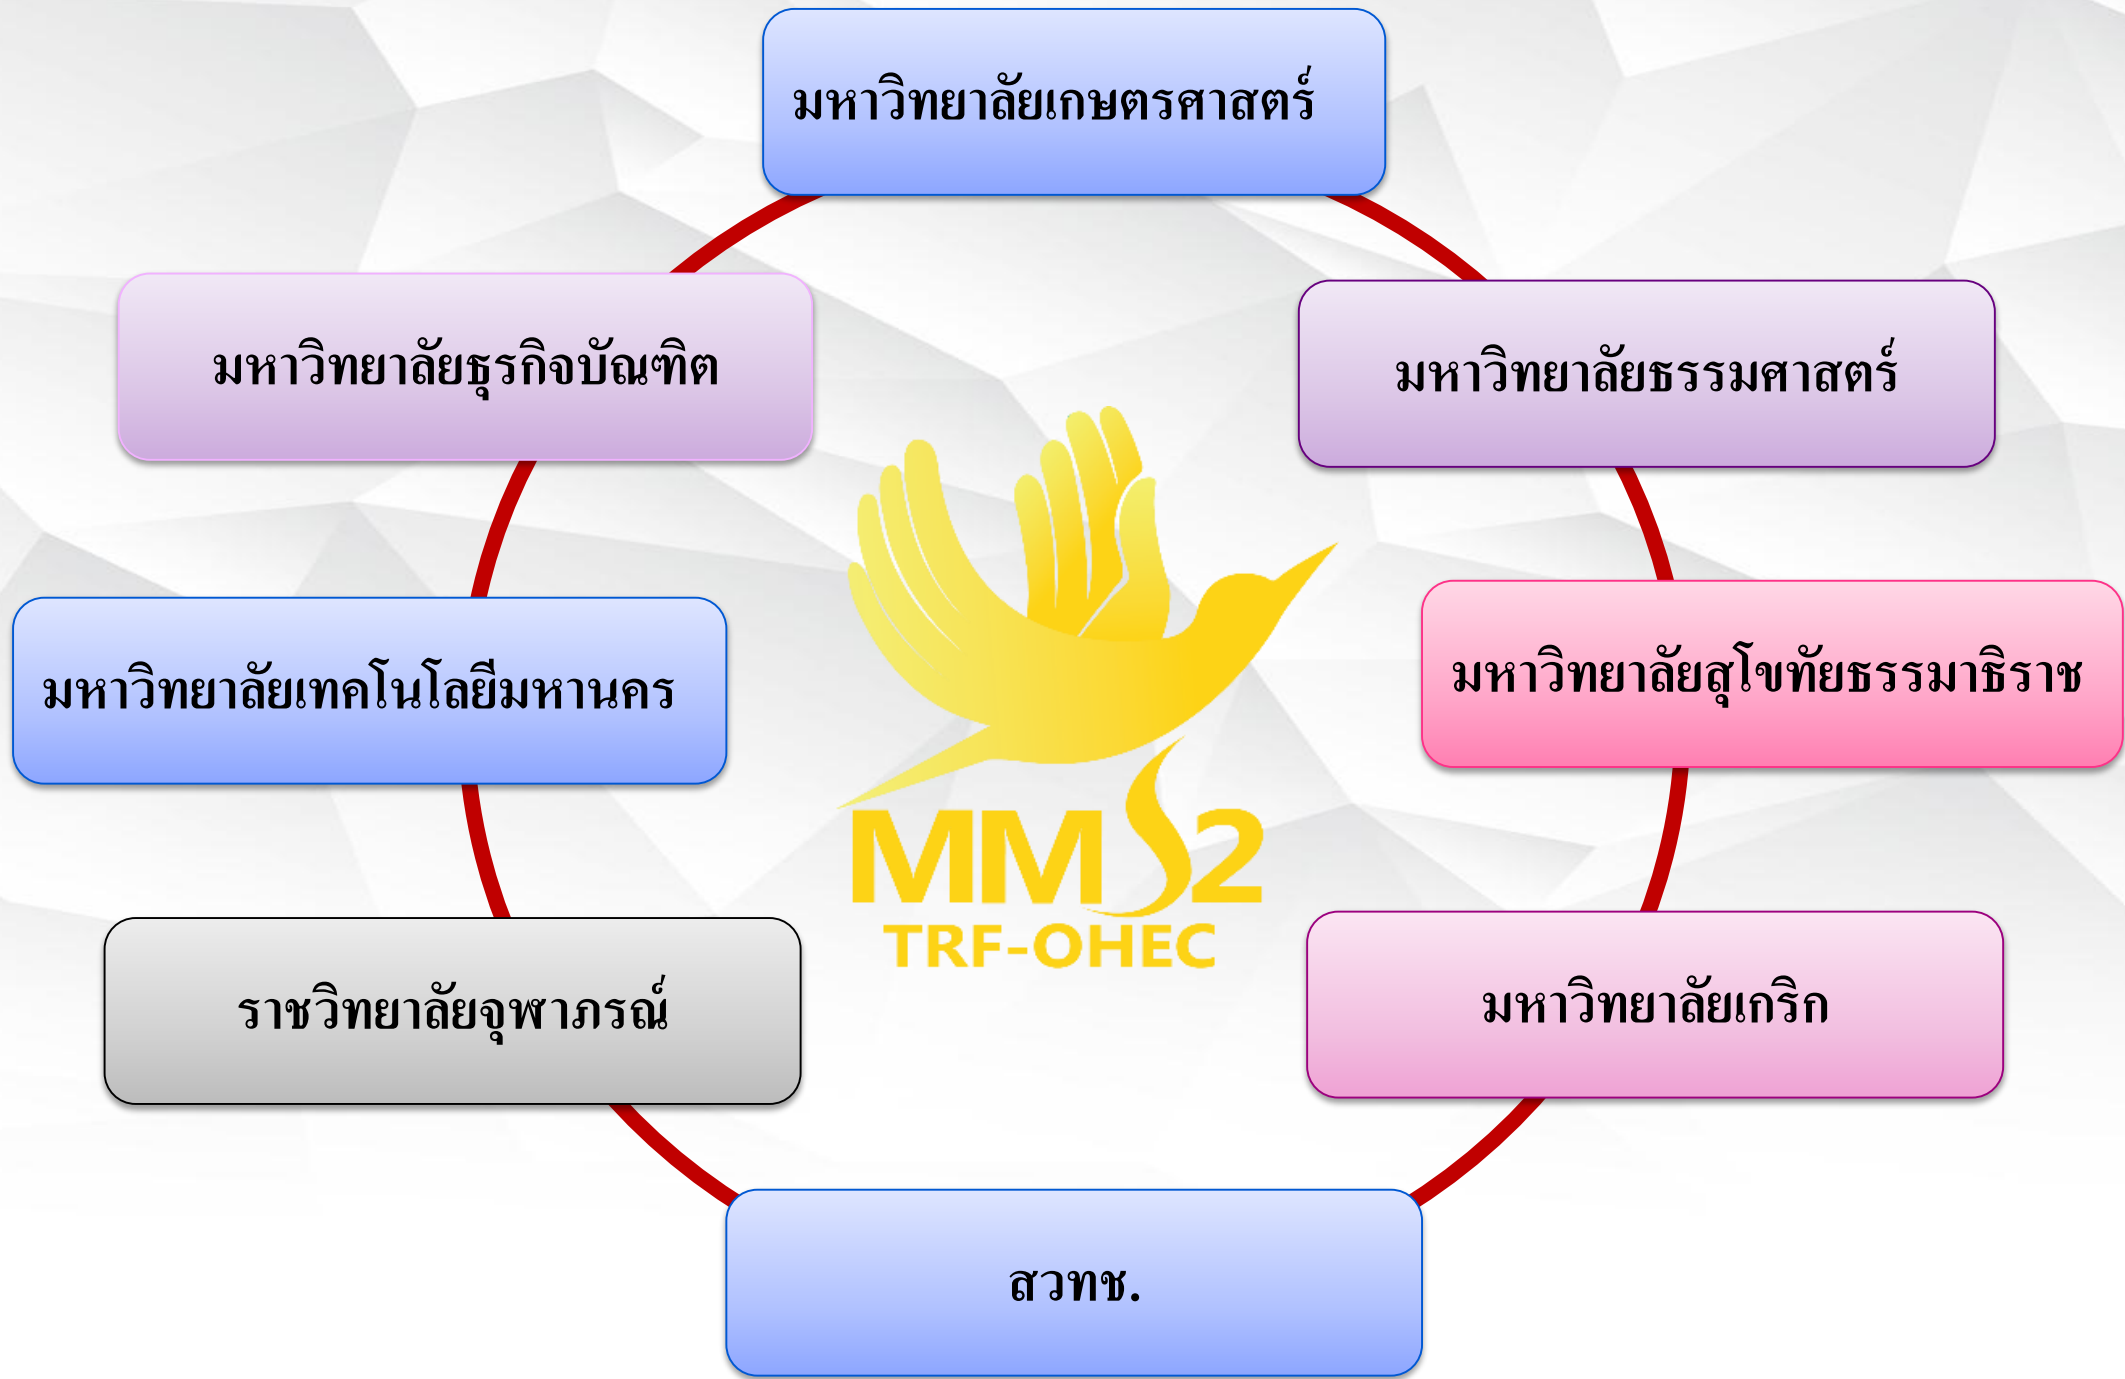 มหาวิทยาลัยเกษตรศาสตร์
มหาวิทยาลัยธุรกิจบัณฑิต
มหาวิทยาลัยธรรมศาสตร์
มหาวิทยาลัยเทคโนโลยีมหานคร
มหาวิทยาลัยสุโขทัยธรรมาธิราช
MMS2
TRF-OHEC
ราชวิทยาลัยจุฬาภรณ์
มหาวิทยาลัยเกริก
สวทช.